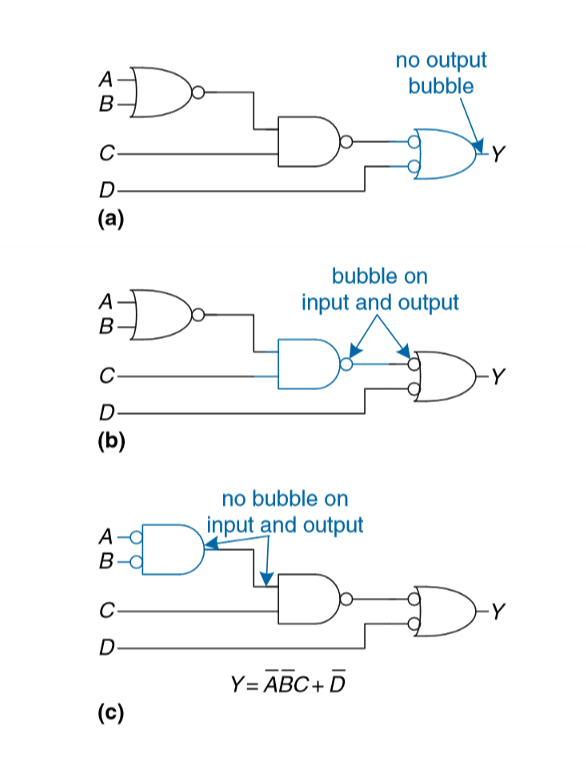 no output
bubble
A
B
C
Y
D
(a)
bubble on
input and output
A
B
C
Y
D
(b)
no bubble on
input and output
A
B
C
Y
D
Y = A̅B̅C + D̅
(c)